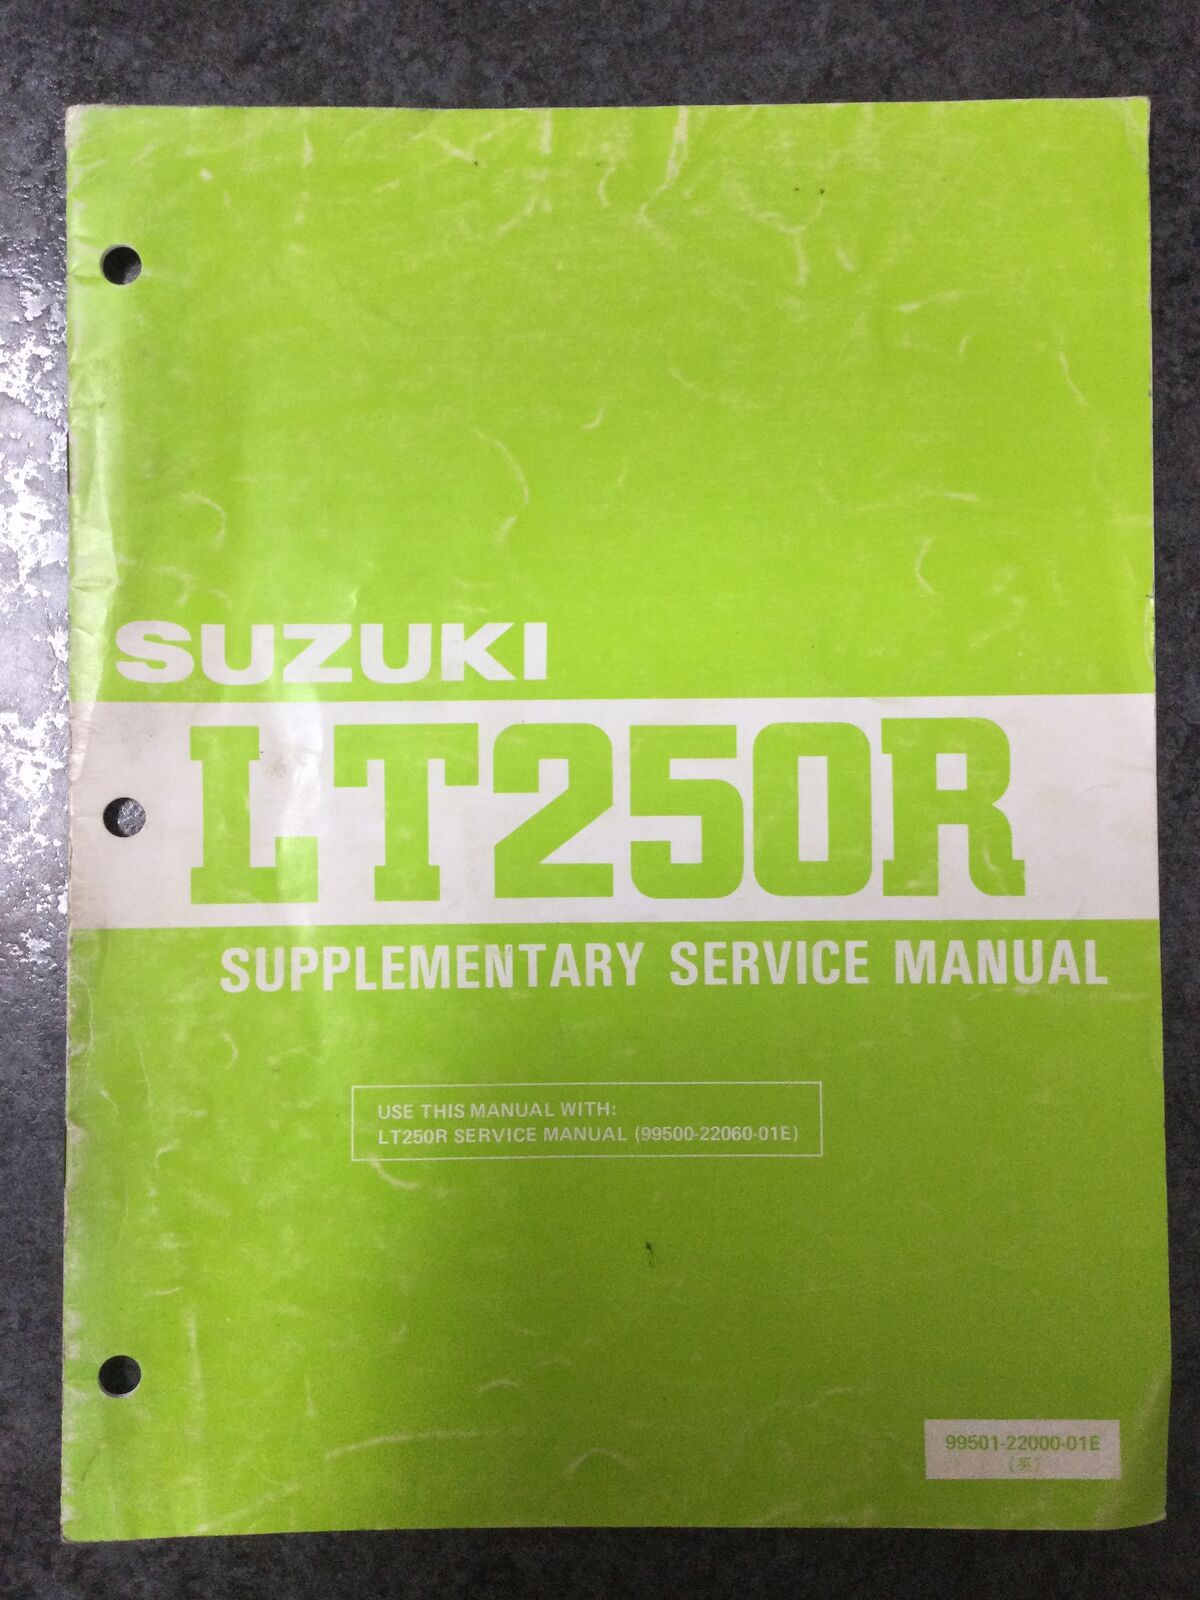 SUZUKI
LT250R
SUPPLEMENTARY SERVICE MANUAL
USE THIS MANUAL WITH:
LT250R SERVICE MANUAL (99500-22060-01E)
99501-22000-01E
(英)